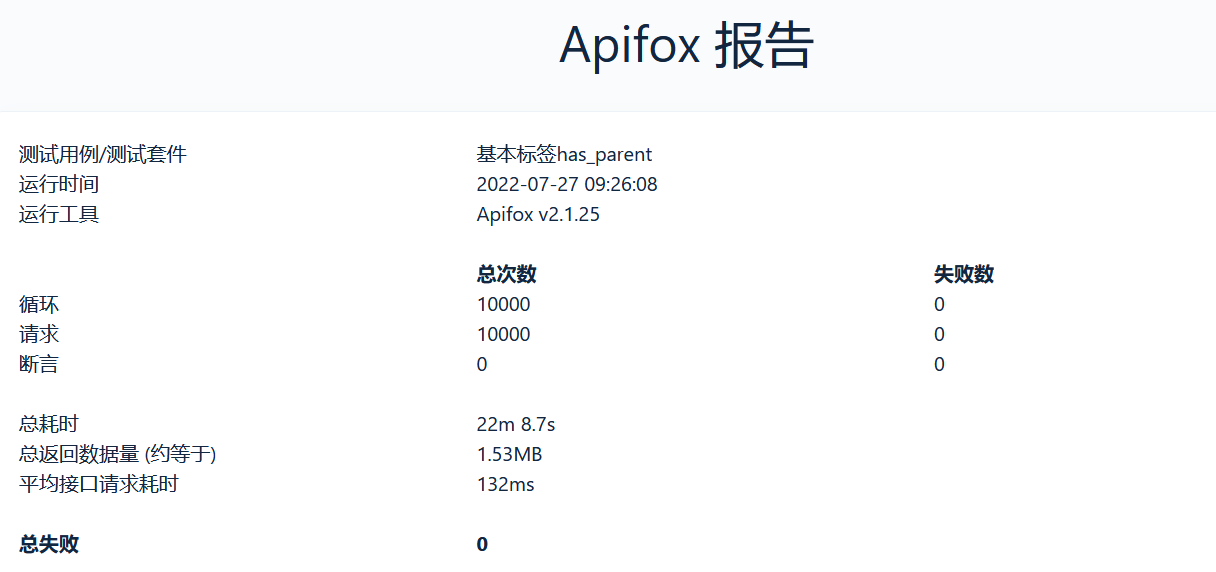 Apifox 报告
测试用例/测试套件 基本标签has_parent
运行时间 2022-07-27 09:26:08
运行工具 Apifox v2.1.25
总次数 失败数
循环 10000 0
请求 10000 0
断言 0 0
总耗时 22m 8.7s
总返回数据量 (约等于) 1.53MB
平均接口请求耗时 132ms
总失败 0